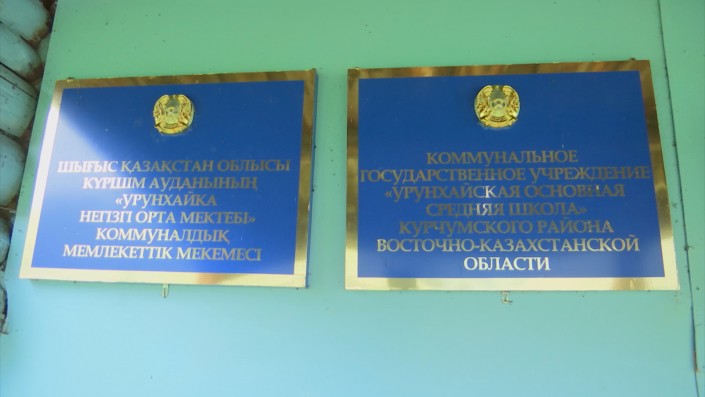 ШЫҒЫС ҚАЗАҚСТАН ОБЛЫСЫ
КҮРШІМ АУДАНЫНЫҢ
«УРУНХАЙКА
НЕГІЗГІ ОРТА МЕКТЕБІ»
КОММУНАЛДЫҚ
МЕМЛЕКЕТТІК МЕКЕМЕСІ
КОММУНАЛЬНОЕ
ГОСУДАРСТВЕННОЕ УЧРЕЖДЕНИЕ
«УРУНХАЙСКАЯ ОСНОВНАЯ
СРЕДНЯЯ ШКОЛА»
КУРЧУМСКОГО РАЙОНА
ВОСТОЧНО-КАЗАХСТАНСКОЙ
ОБЛАСТИ